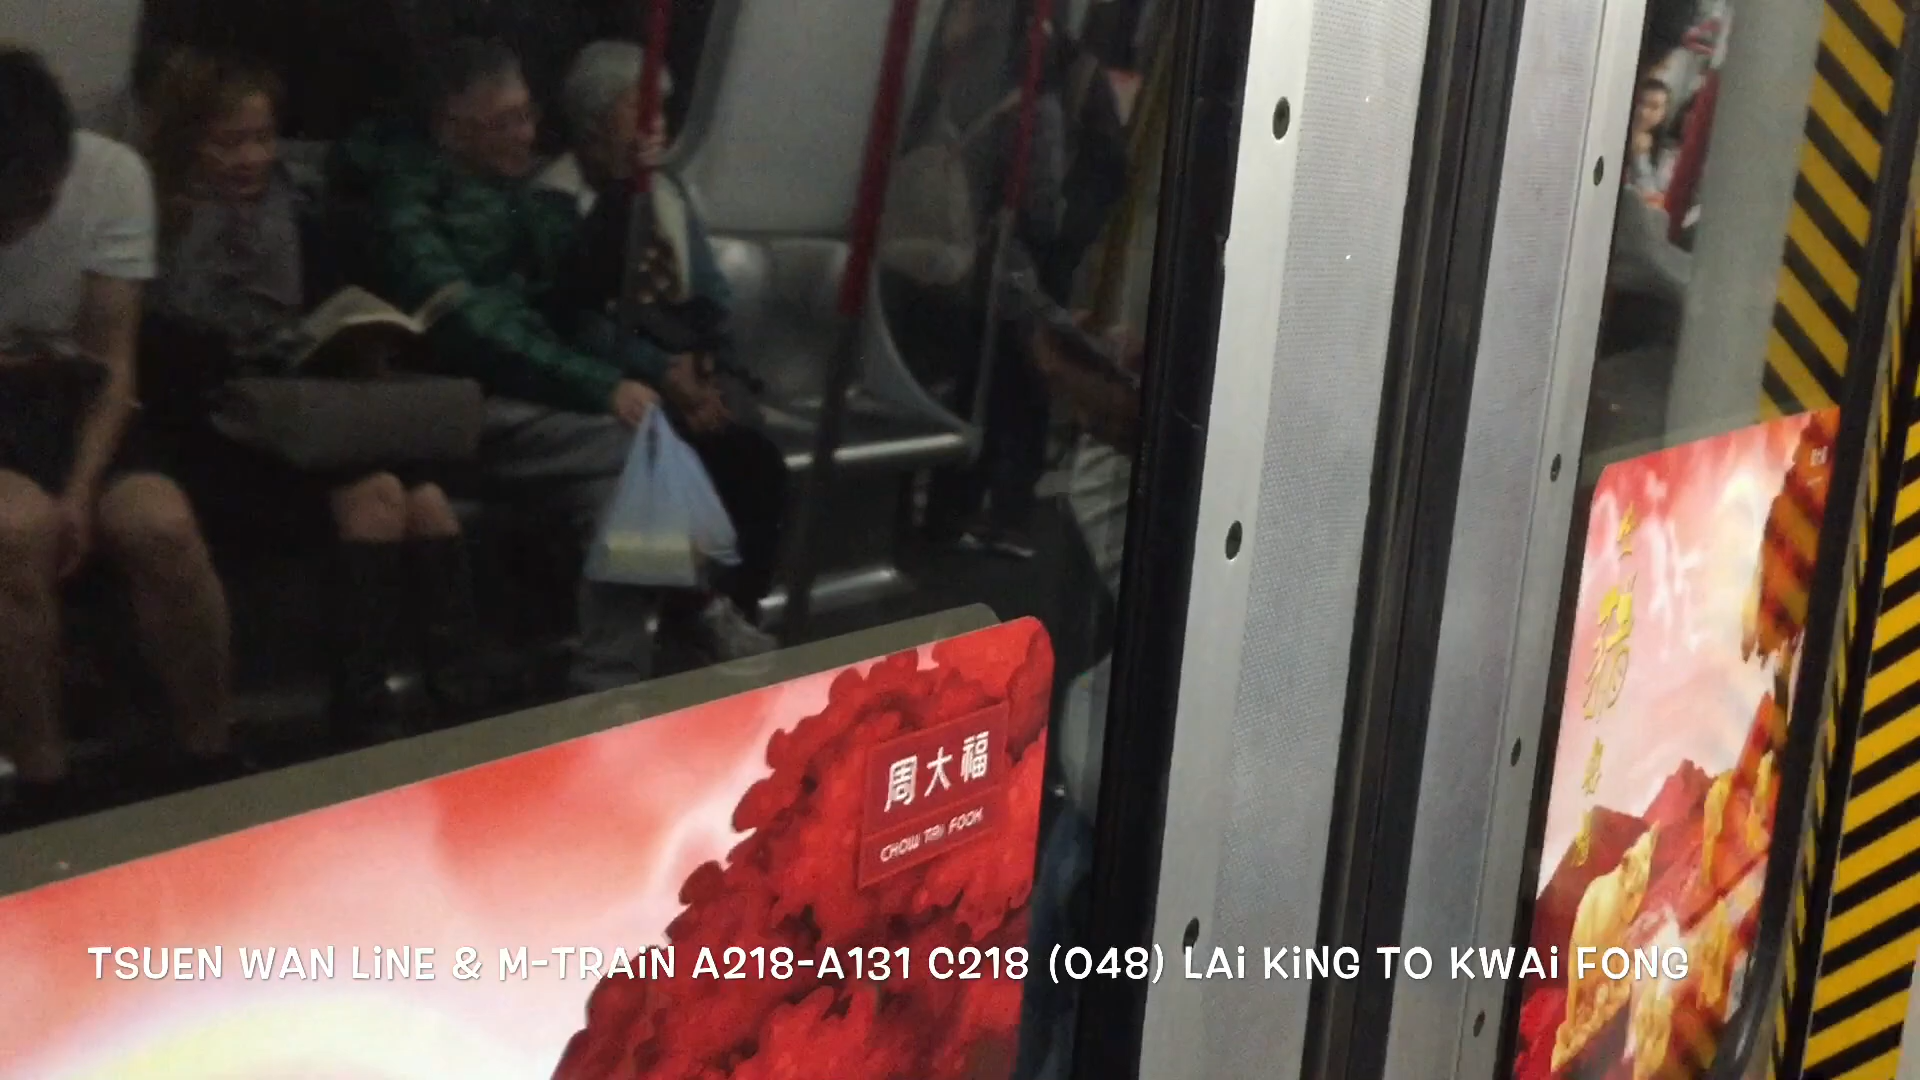 周大福
CHOW TAI FOOK
TSUEN WAN LINE & M-TRAIN A218-A131 C218 (048) LAI KING TO KWAI FONG